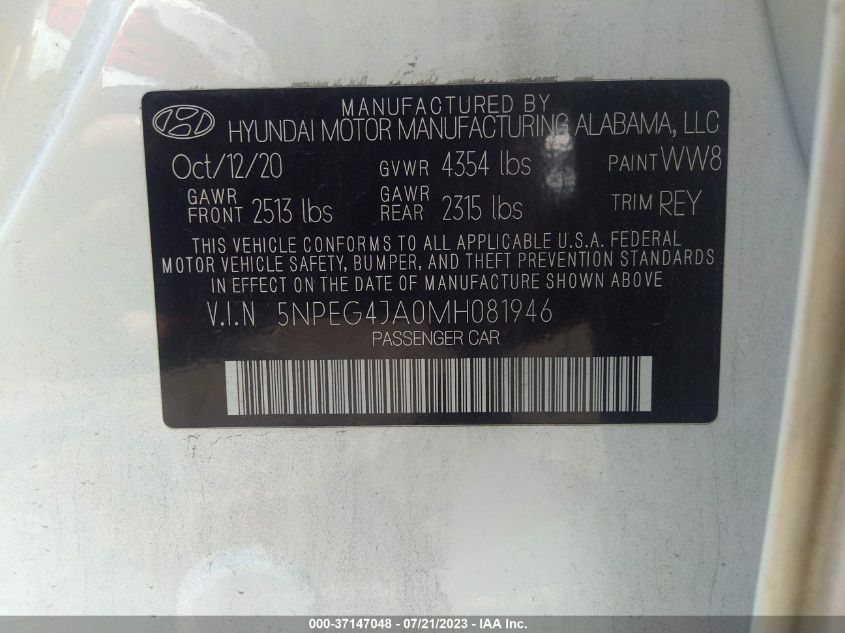 MANUFACTURED BY
HYUNDAI MOTOR MANUFACTURING ALABAMA, LLC
Oct/12/20 GVWR 4354 lbs PAINT WW8
GAWR FRONT 2513 lbs GAWR REAR 2315 lbs TRIM REY
THIS VEHICLE CONFORMS TO ALL APPLICABLE U.S.A. FEDERAL
MOTOR VEHICLE SAFETY, BUMPER, AND THEFT PREVENTION STANDARDS
IN EFFECT ON THE DATE OF MANUFACTURE SHOWN ABOVE
V.I.N 5NPEG4JA0MH081946
PASSENGER CAR
000-37147048 - 07/21/2023 - IAA Inc.